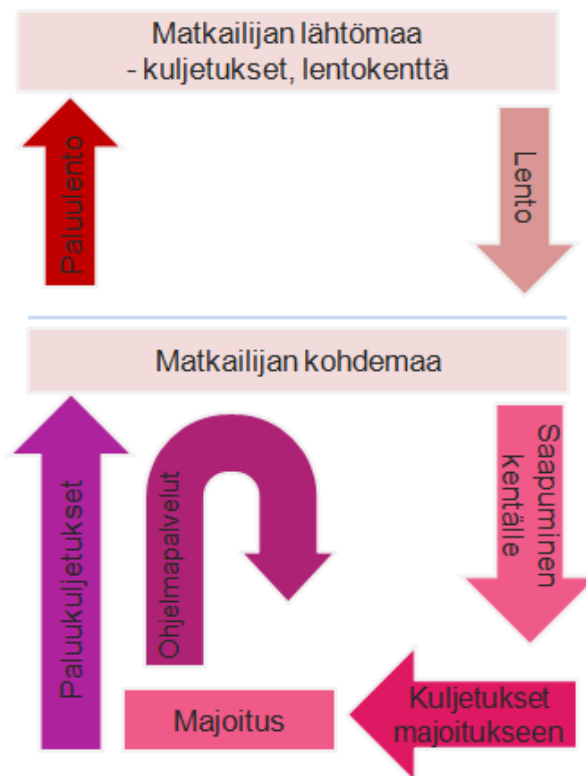 Matkailijan lähtömaa
- kuljetukset, lentokenttä
Paluulento
Lento
Matkailijan kohdemaa
Paluukuljetukset
Ohjelmapalvelut
Saapuminen
kentälle
Majoitus
Kuljetukset
majoitukseen